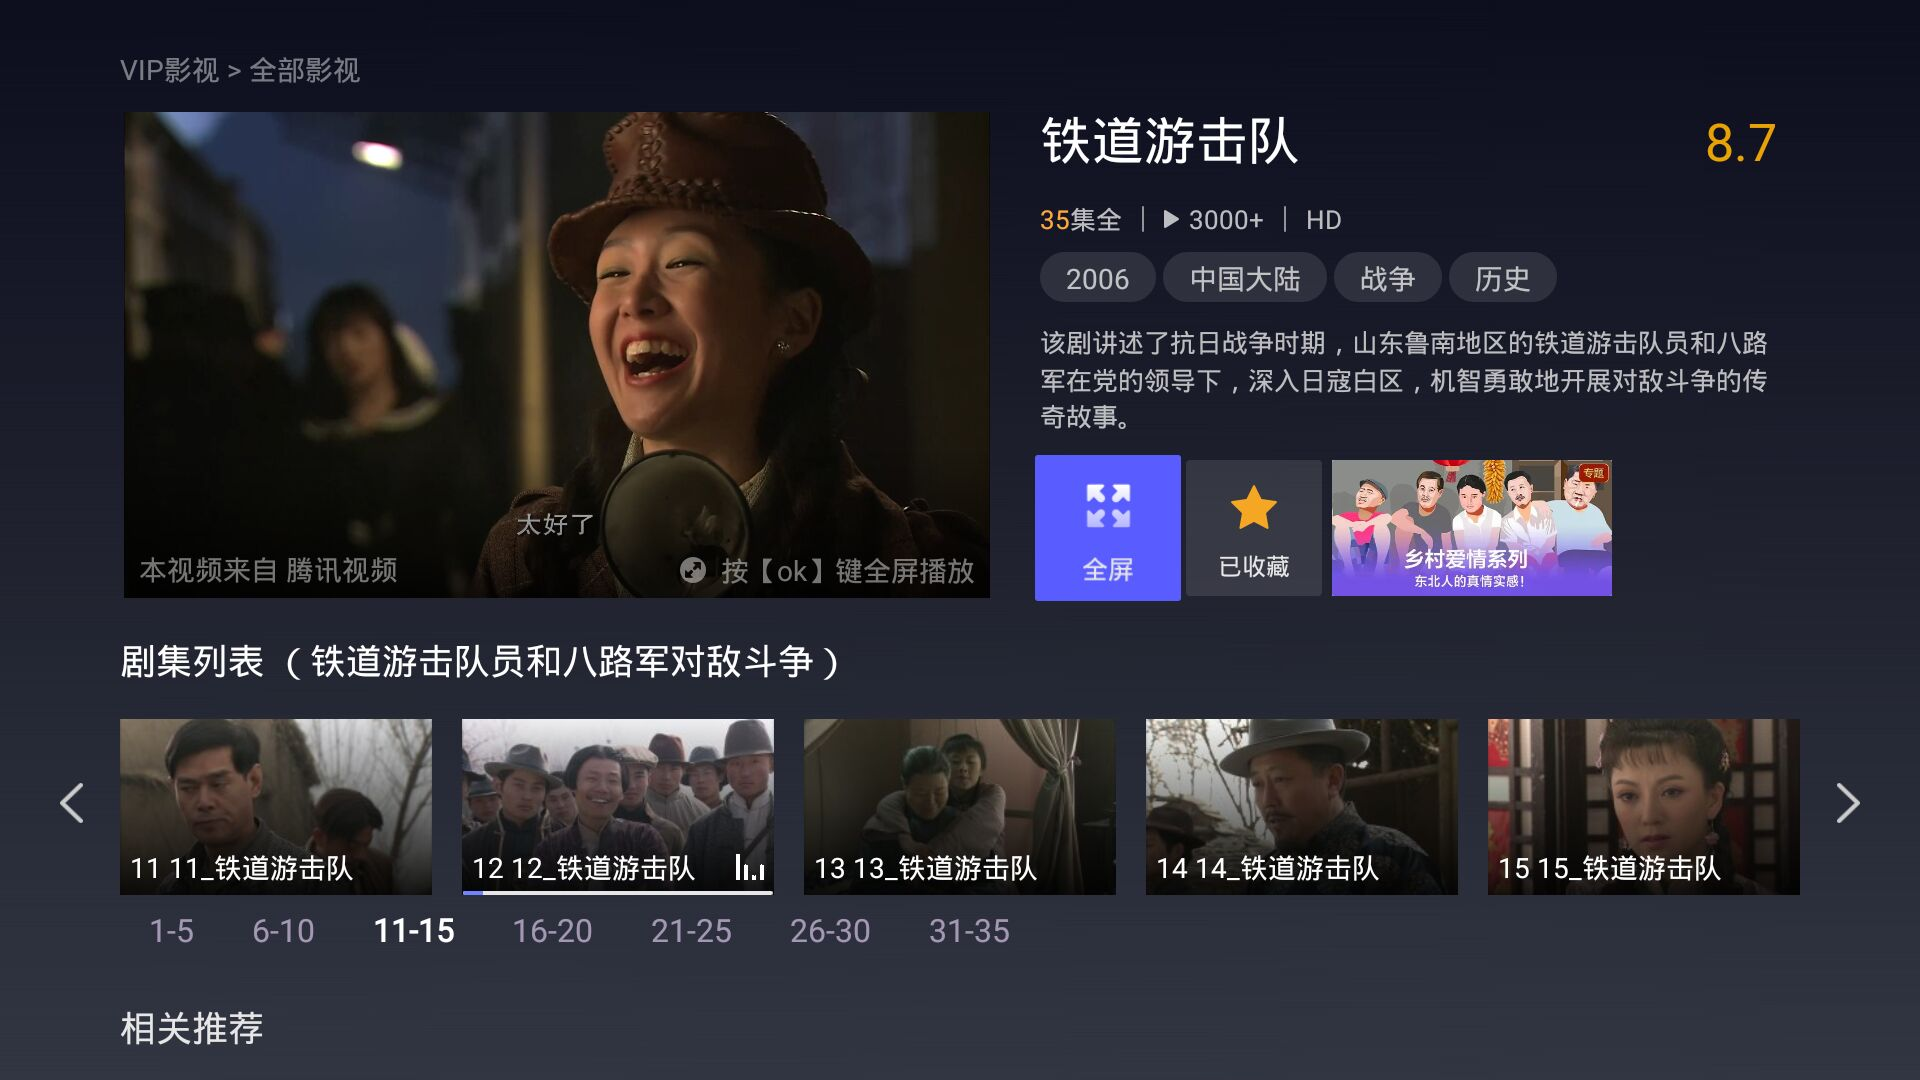 VIP影视 > 全部影视
铁道游击队
8.7
35集全 | 3000+ | HD
2006 中国大陆 战争 历史
该剧讲述了抗日战争时期，山东鲁南地区的铁道游击队员和八路
军在党的领导下，深入日寇白区，机智勇敢地开展对敌斗争的传
奇故事。
太好了
本视频来自 腾讯视频
按【ok】键全屏播放
全屏
已收藏
专题
乡村爱情系列
东北人的真情实感！
剧集列表 （铁道游击队员和八路军对敌斗争）
11 11_铁道游击队
12 12_铁道游击队
13 13_铁道游击队
14 14_铁道游击队
15 15_铁道游击队
1-5 6-10 11-15 16-20 21-25 26-30 31-35
相关推荐